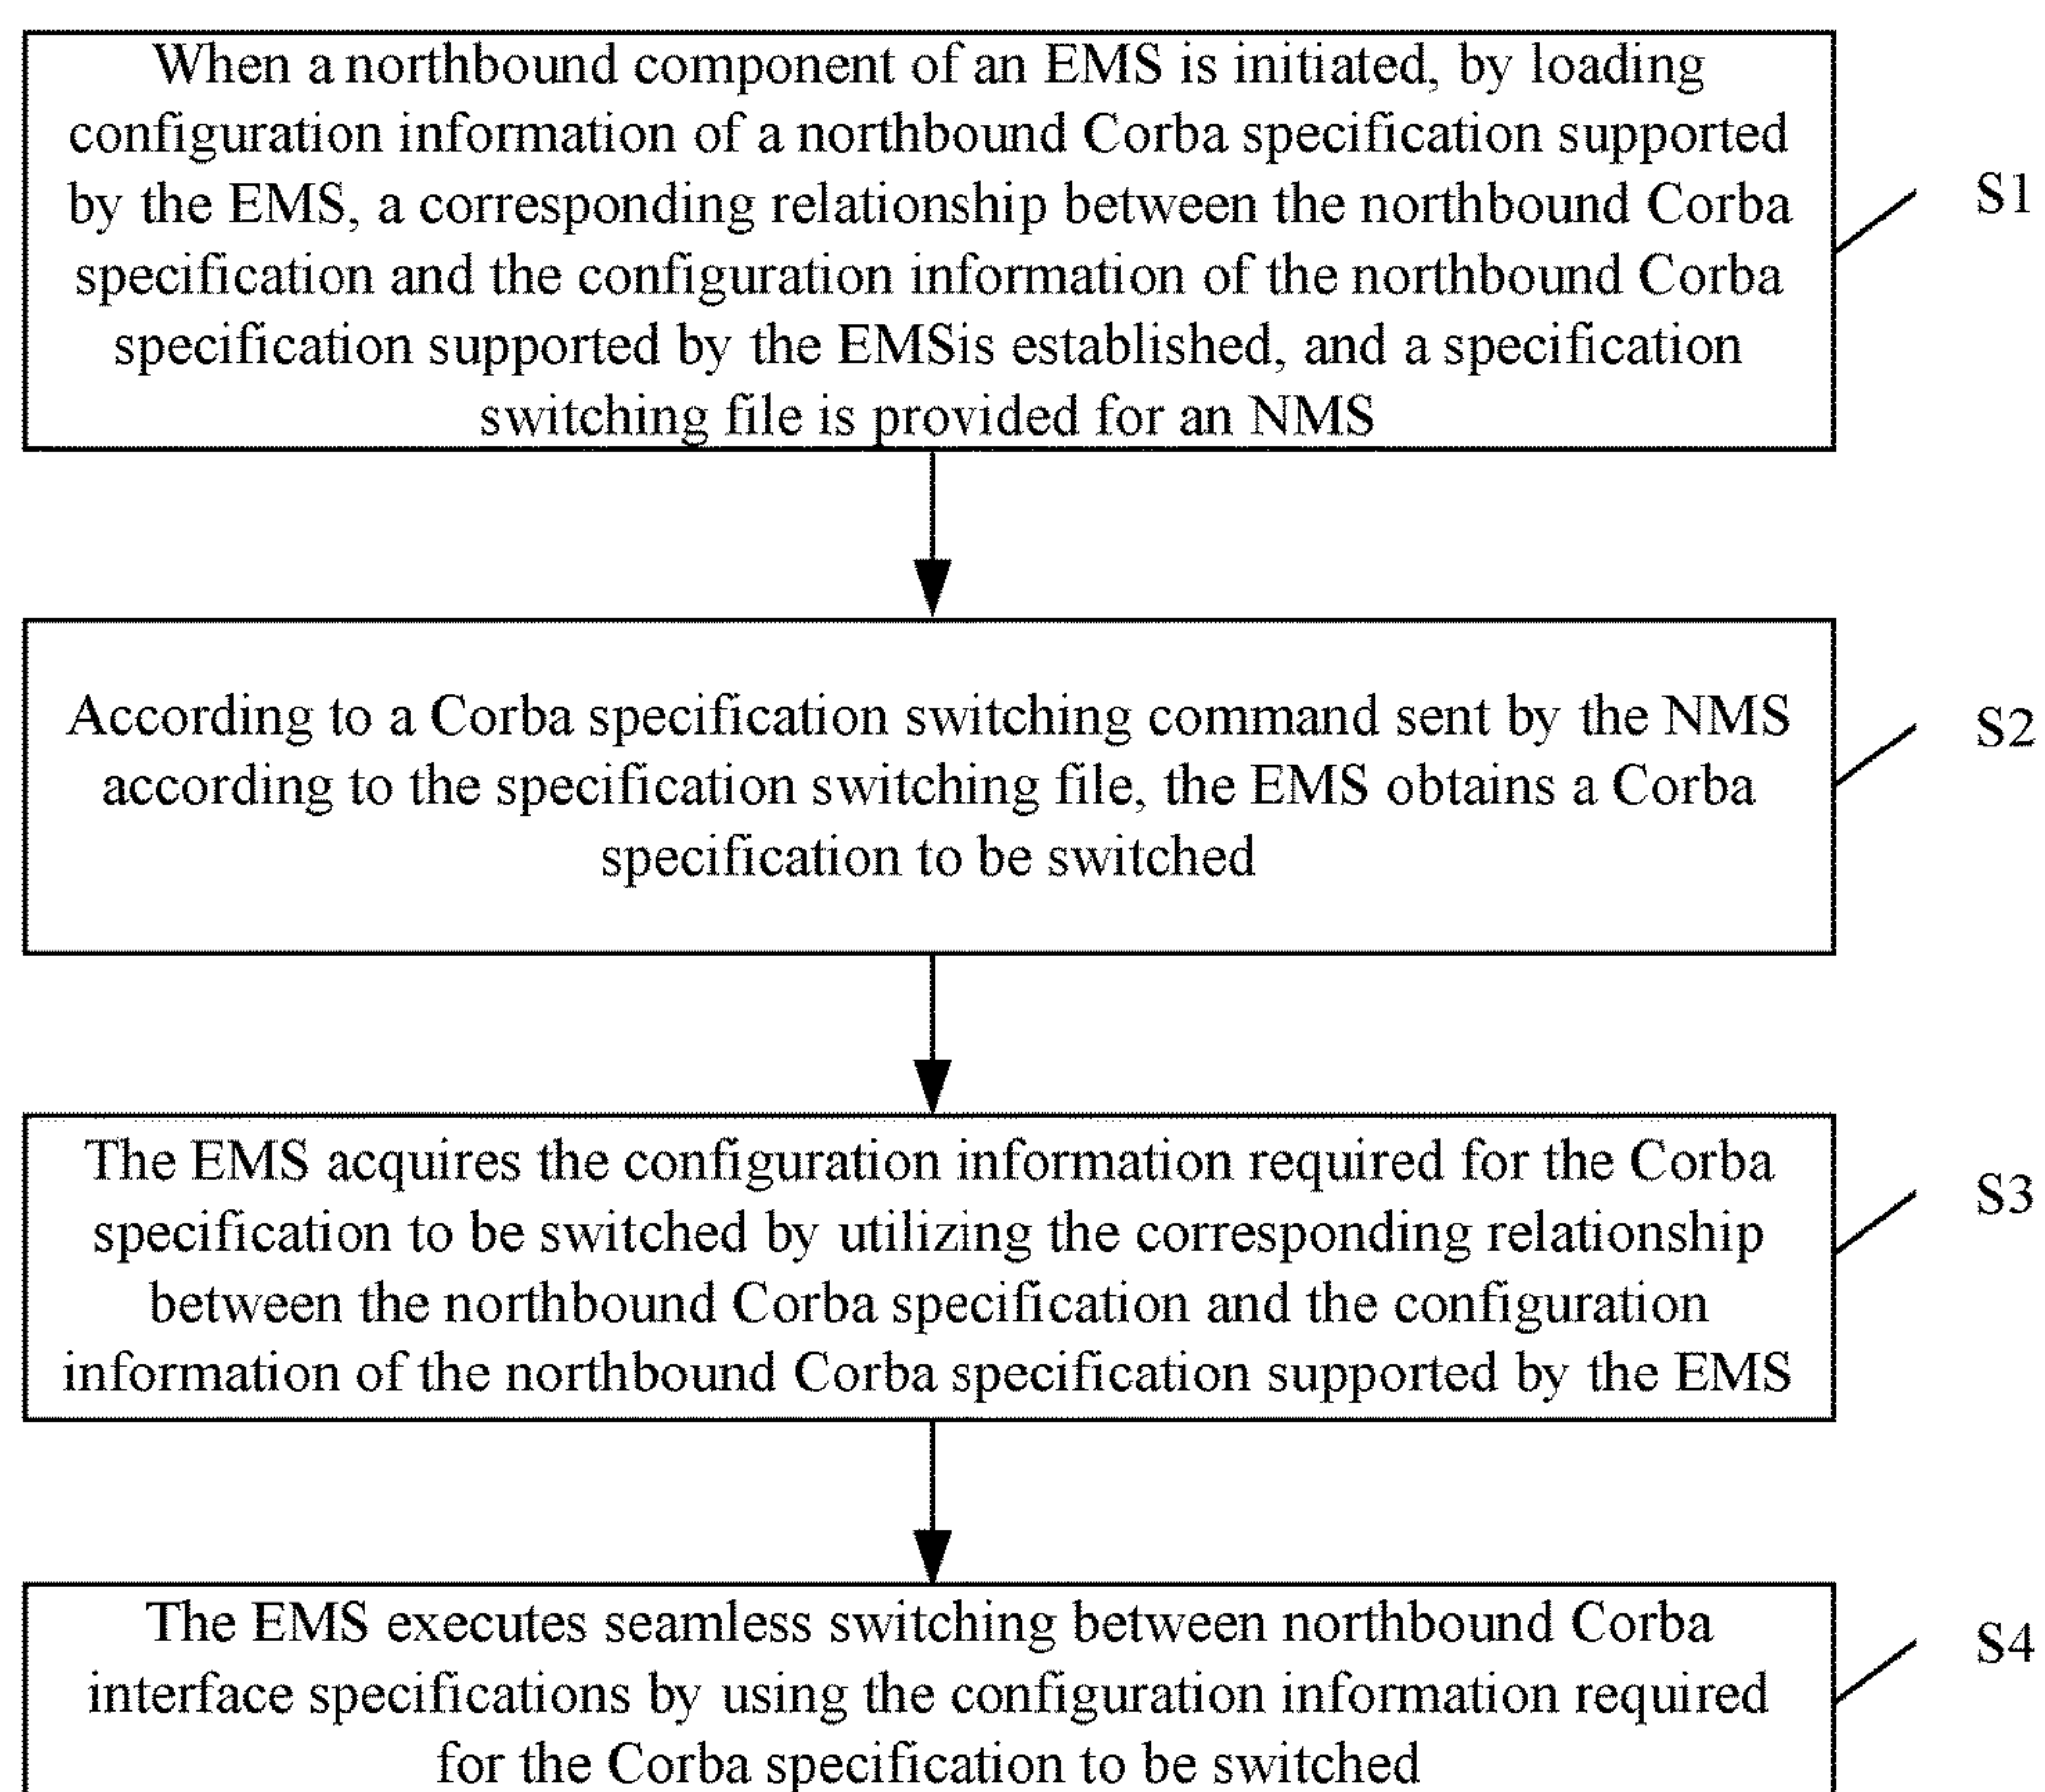 When a northbound component of an EMS is initiated, by loading
configuration information of a northbound Corba specification supported
by the EMS, a corresponding relationship between the northbound Corba
specification and the configuration information of the northbound Corba
specification supported by the EMSis established, and a specification
switching file is provided for an NMS
S1
According to a Corba specification switching command sent by the NMS
according to the specification switching file, the EMS obtains a Corba
specification to be switched
S2
The EMS acquires the configuration information required for the Corba
specification to be switched by utilizing the corresponding relationship
between the northbound Corba specification and the configuration
information of the northbound Corba specification supported by the EMS
S3
The EMS executes seamless switching between northbound Corba
interface specifications by using the configuration information required
for the Corba specification to be switched
S4